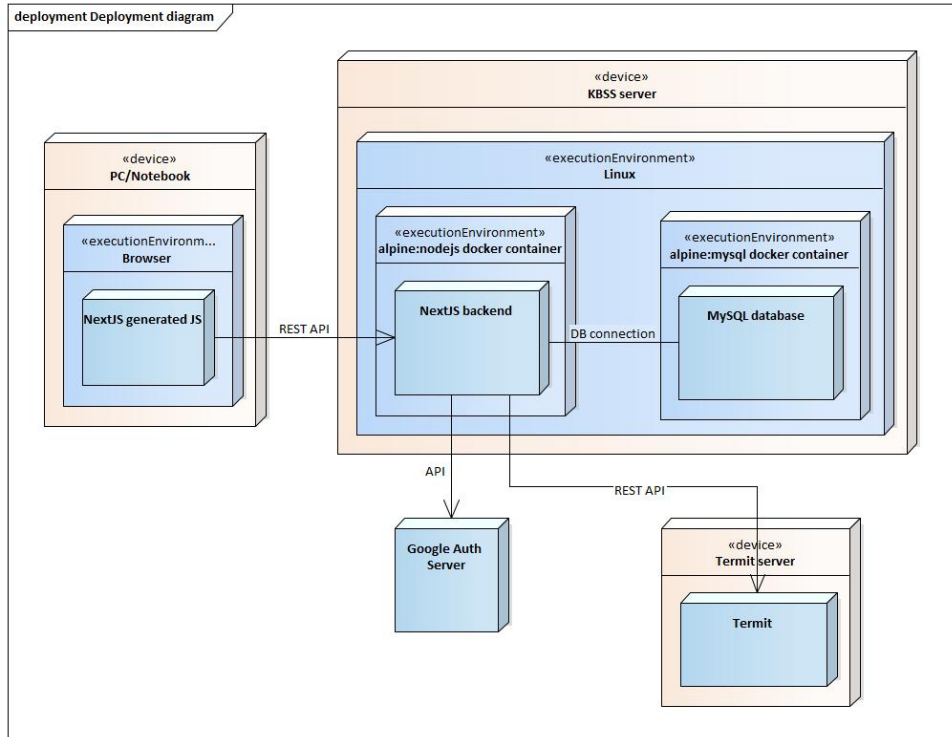 deployment Deployment diagram
«device»
KBSS server
«executionEnvironment»
Linux
«device»
PC/Notebook
«executionEnvironm...
Browser
NextJS generated JS
REST API
«executionEnvironment»
alpine:nodejs docker container
NextJS backend
DB connection
«executionEnvironment»
alpine:mysql docker container
MySQL database
API
REST API
Google Auth
Server
«device»
Termit server
Termit